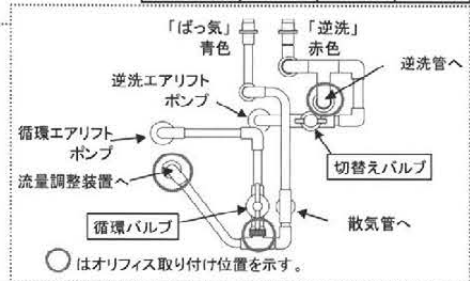 「ばっ気」
青色
「逆洗」
赤色
逆洗エアリフト
ポンプ
逆洗管へ
循環エアリフト
ポンプ
切替えバルブ
流量調整装置へ
循環バルブ
散気管へ
◯はオリフィス取り付け位置を示す。